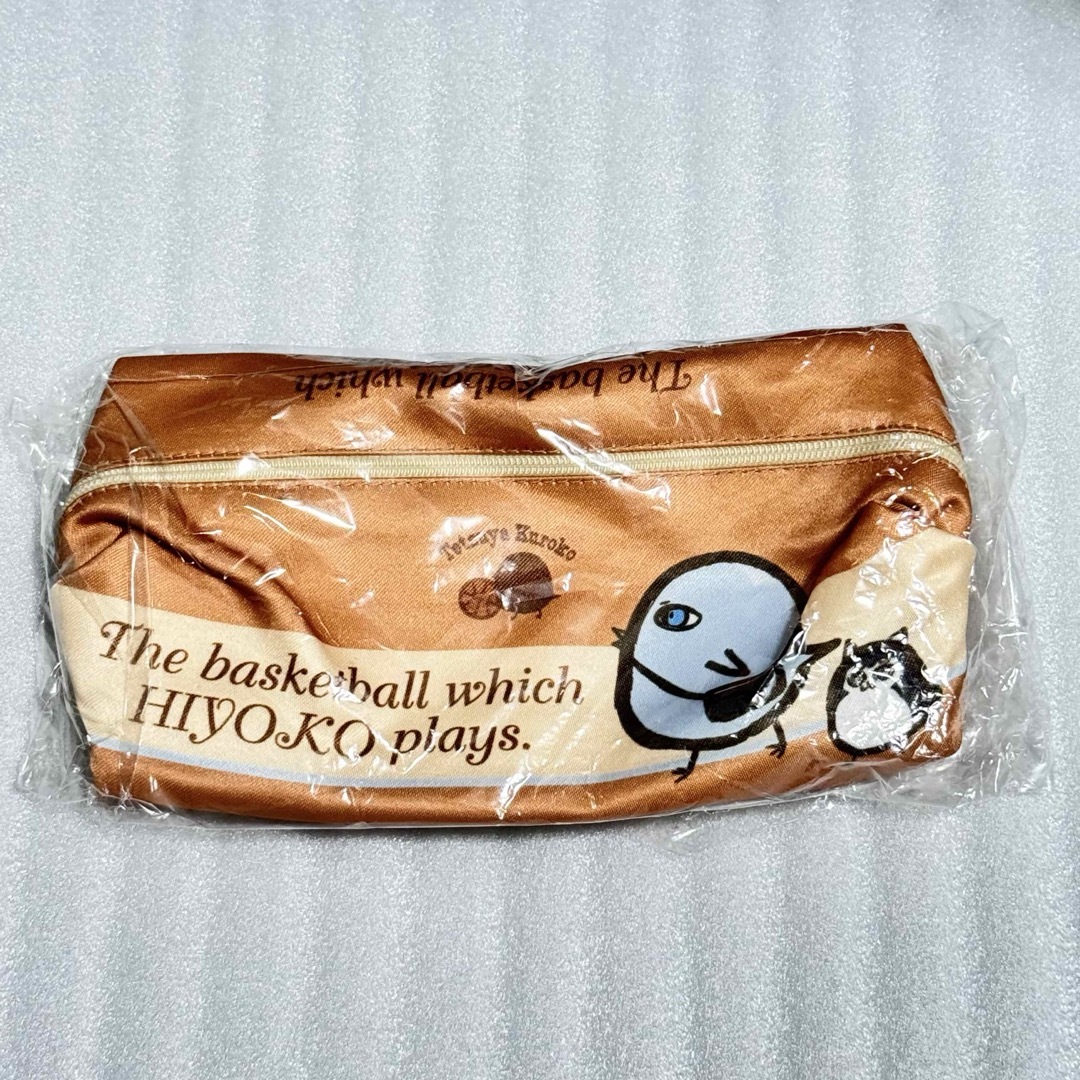 The basketball which
Tetsuya Kuroko
The basketball which
HIYOKO plays.